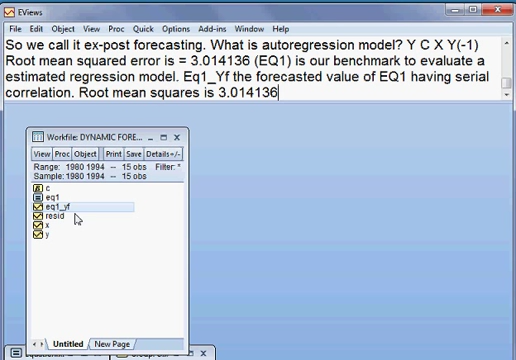 EViews
File Edit Object View Proc Quick Options Add-ins Window Help
So we call it ex-post forecasting. What is autoregression model? Y C X Y(-1)
Root mean squared error is = 3.014136 (EQ1) is our benchmark to evaluate a
estimated regression model. Eq1_Yf the forecasted value of EQ1 having serial
correlation. Root mean squares is 3.014136
Workfile: DYNAMIC FORE...
View Proc Object Print Save Details+/-
Range: 1980 1994 -- 15 obs Filter: *
Sample: 1980 1994 -- 15 obs
c
eq1
eq1_yf
resid
x
y
Untitled New Page